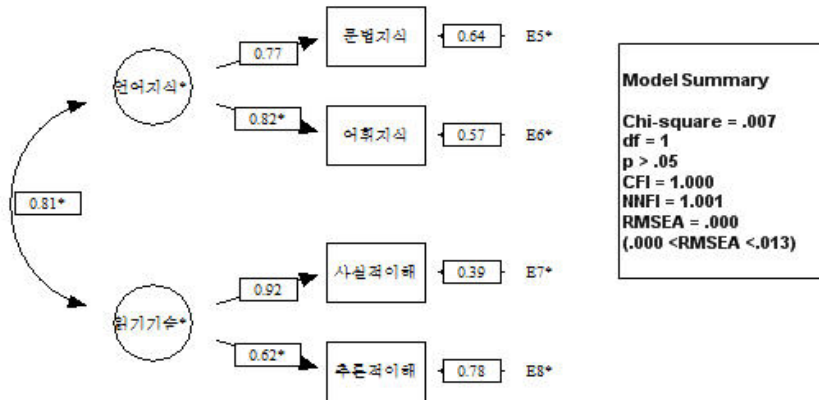 문법지식
0.77
0.64
E5*
언어지식*
0.82*
어휘지식
0.57
E6*
0.81*
사실적이해
0.92
0.39
E7*
읽기기술*
0.62*
추론적이해
0.78
E8*
Model Summary
Chi-square = .007
df = 1
p > .05
CFI = 1.000
NNFI = 1.001
RMSEA = .000
(.000 <RMSEA <.013)